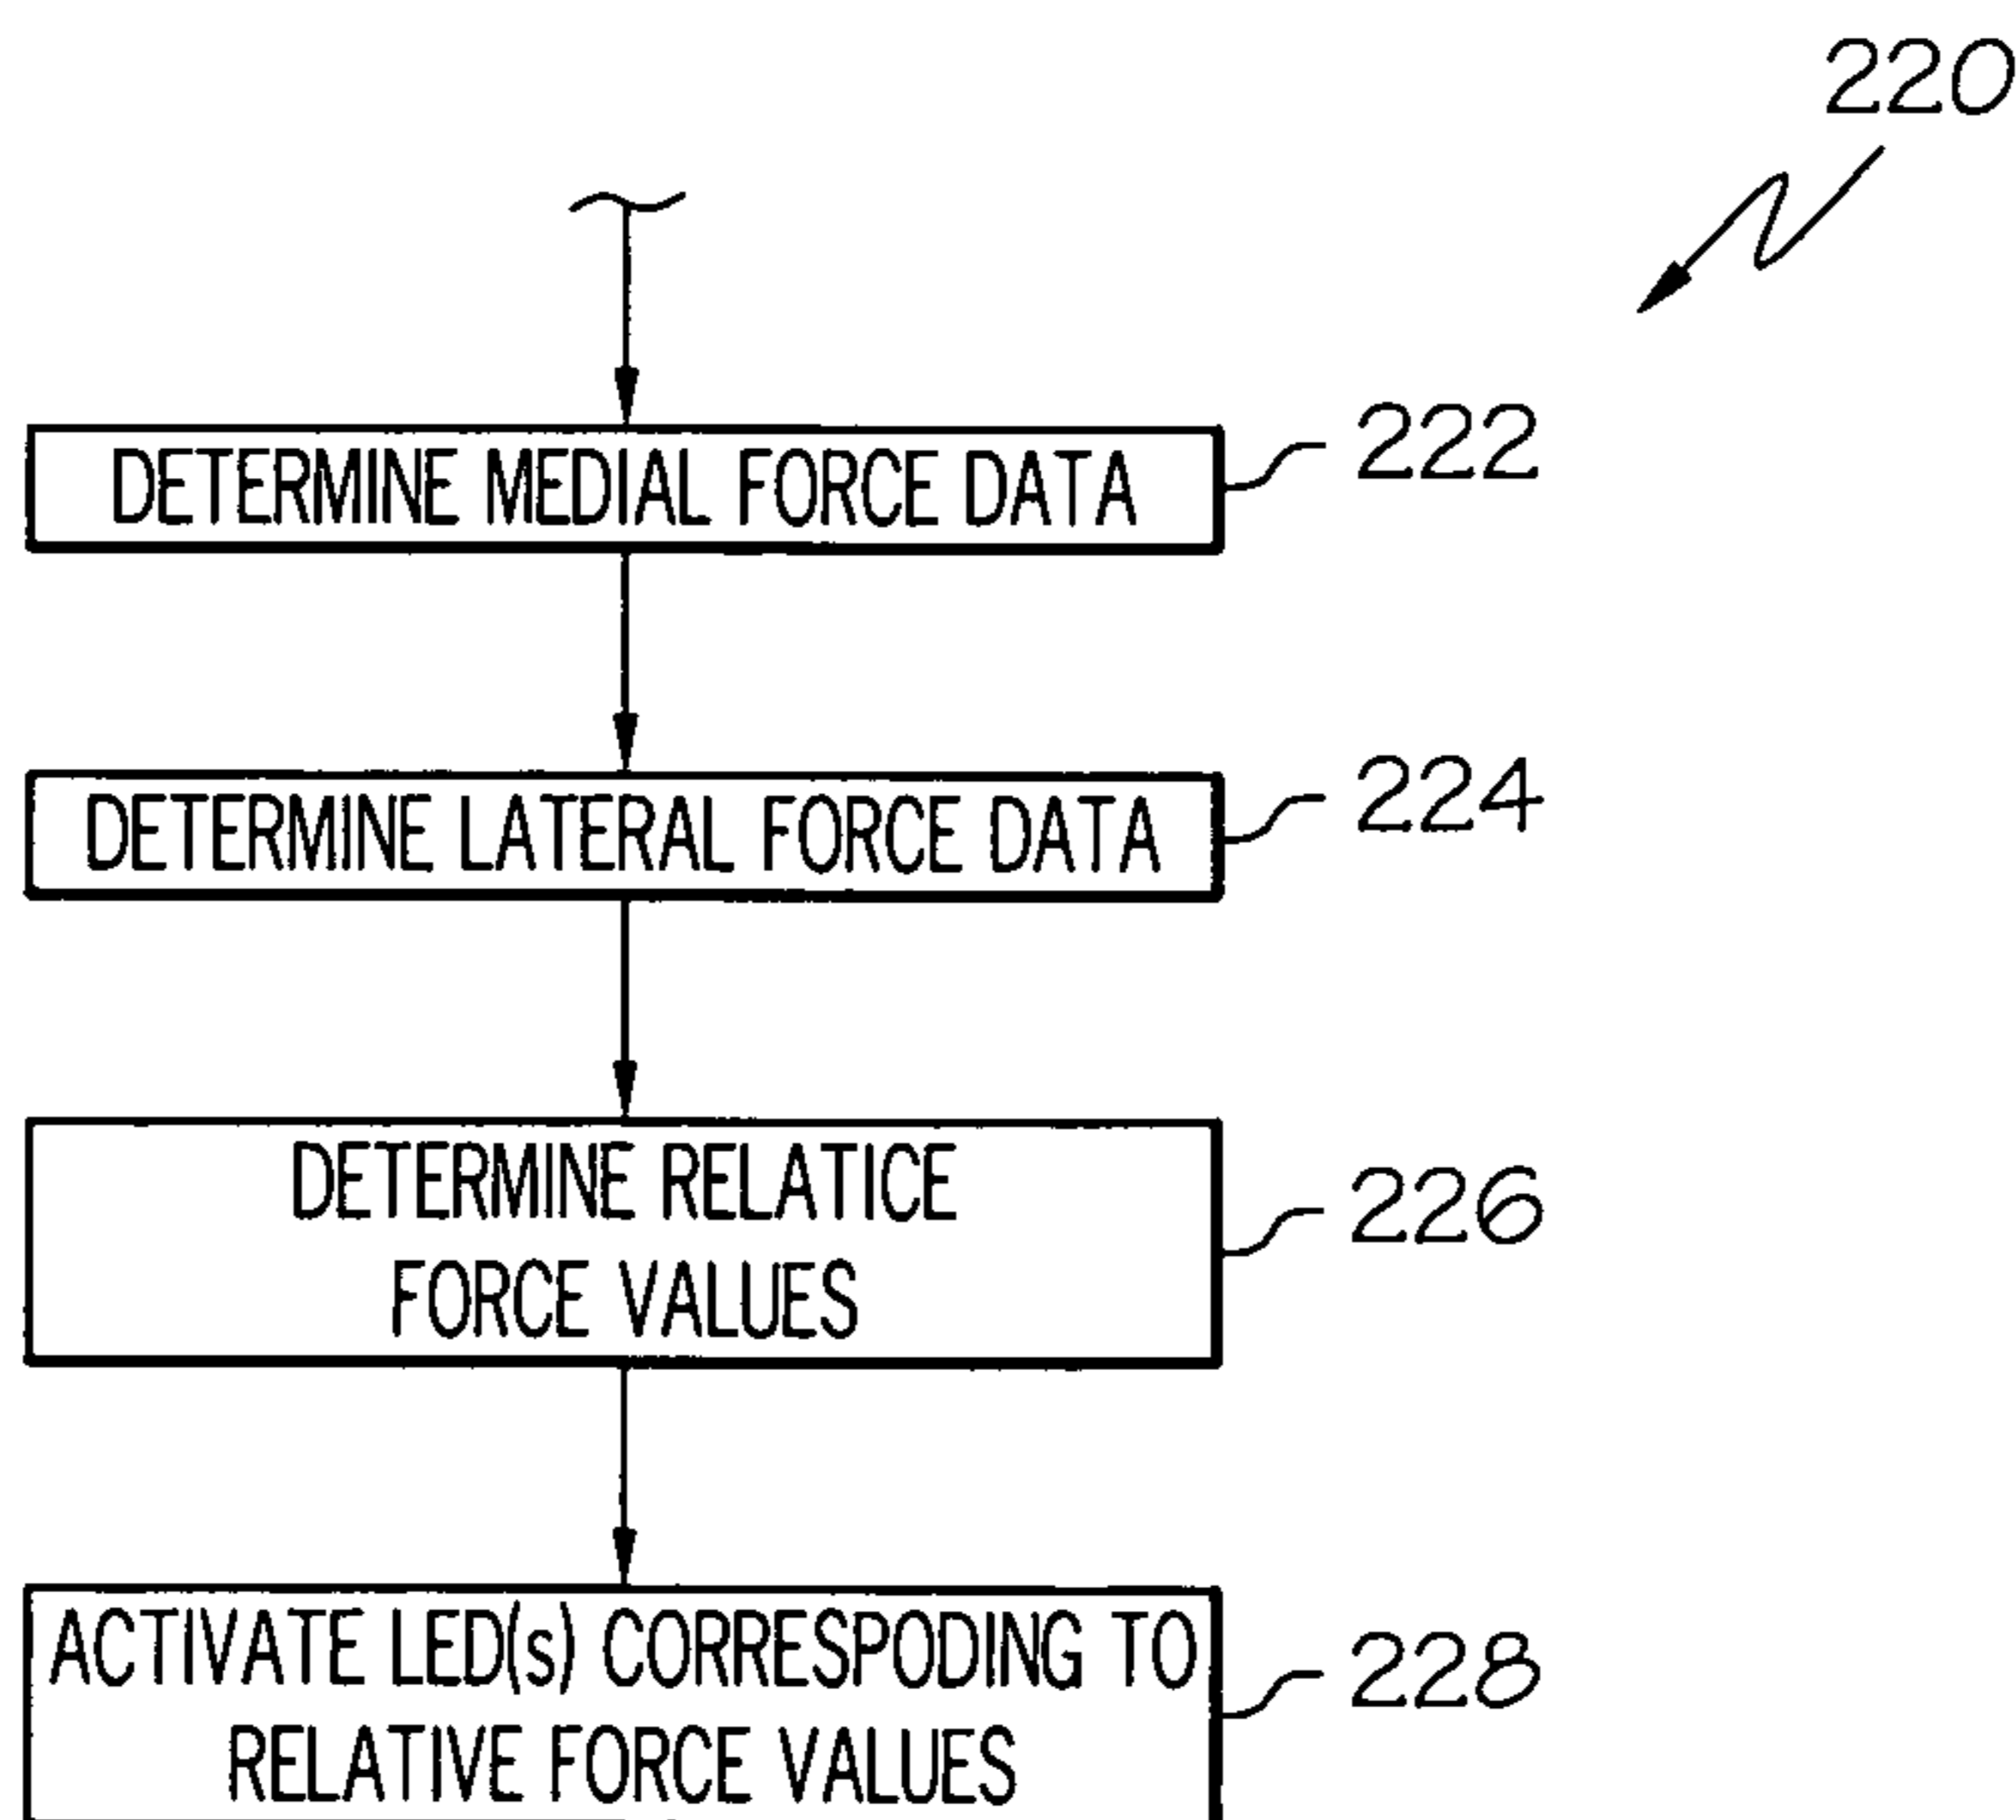 220
DETERMINE MEDIAL FORCE DATA
222
DETERMINE LATERAL FORCE DATA
224
DETERMINE RELATICE
FORCE VALUES
226
ACTIVATE LED(s) CORRESPODING TO
RELATIVE FORCE VALUES
228